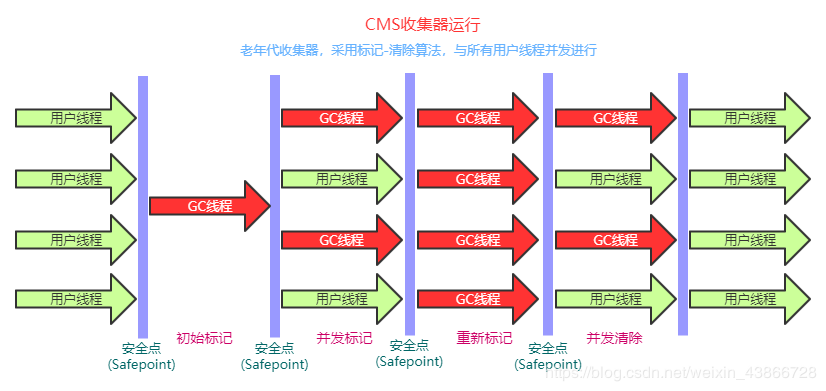 CMS收集器运行
老年代收集器，采用标记-清除算法，与所有用户线程并发进行
用户线程 GC线程 GC线程 GC线程 用户线程
用户线程 用户线程 GC线程 用户线程 用户线程
GC线程
用户线程 GC线程 GC线程 GC线程 用户线程
用户线程 用户线程 GC线程 用户线程 用户线程
初始标记 并发标记 重新标记 并发清除
安全点 安全点 安全点 安全点
(Safepoint) (Safepoint) (Safepoint) (Safepoint)
https://blog.csdn.net/weixin_43866728